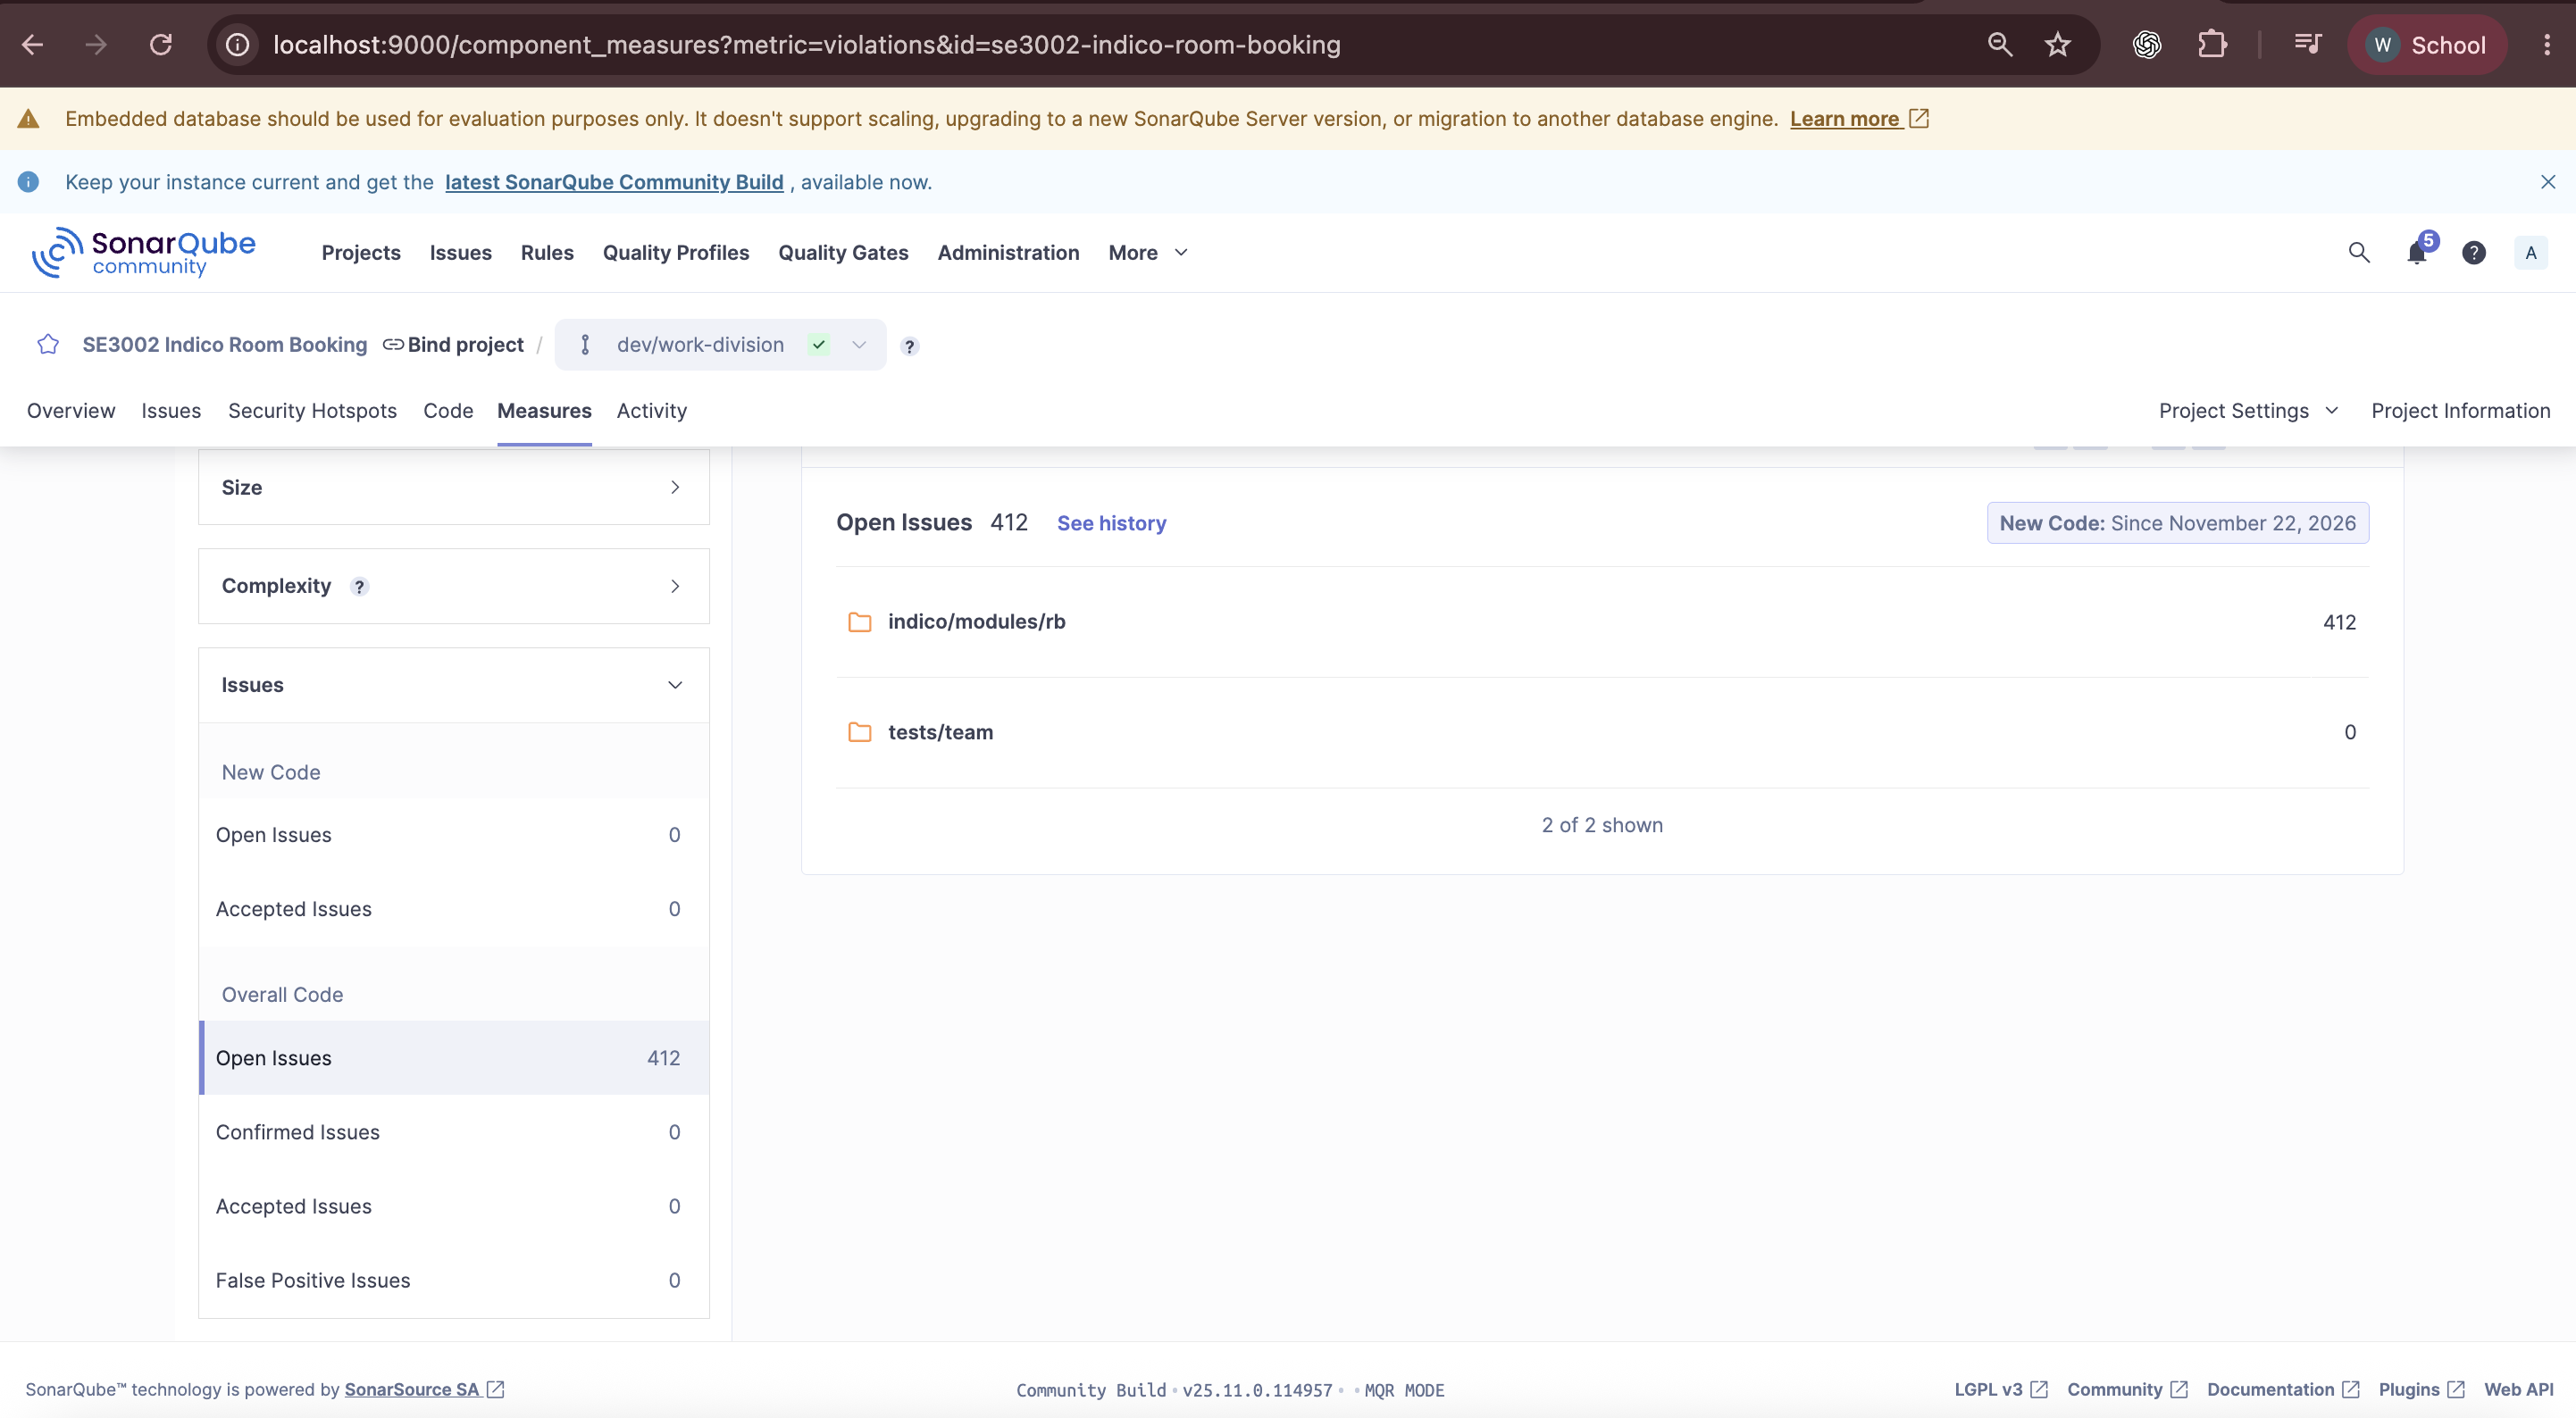 localhost:9000/component_measures?metric=violations&id=se3002-indico-room-booking
W School
Embedded database should be used for evaluation purposes only. It doesn't support scaling, upgrading to a new SonarQube Server version, or migration to another database engine. Learn more
Keep your instance current and get the latest SonarQube Community Build , available now.
SonarQube community
Projects Issues Rules Quality Profiles Quality Gates Administration More
5 ? A
SE3002 Indico Room Booking Bind project / dev/work-division ?
Overview Issues Security Hotspots Code Measures Activity
Project Settings Project Information
Size
Complexity ?
Issues
New Code
Open Issues 0
Accepted Issues 0
Overall Code
Open Issues 412
Confirmed Issues 0
Accepted Issues 0
False Positive Issues 0
Open Issues 412 See history
New Code: Since November 22, 2026
indico/modules/rb 412
tests/team 0
2 of 2 shown
SonarQube™ technology is powered by SonarSource SA
Community Build • v25.11.0.114957 • • MQR MODE
LGPL v3 Community Documentation Plugins Web API